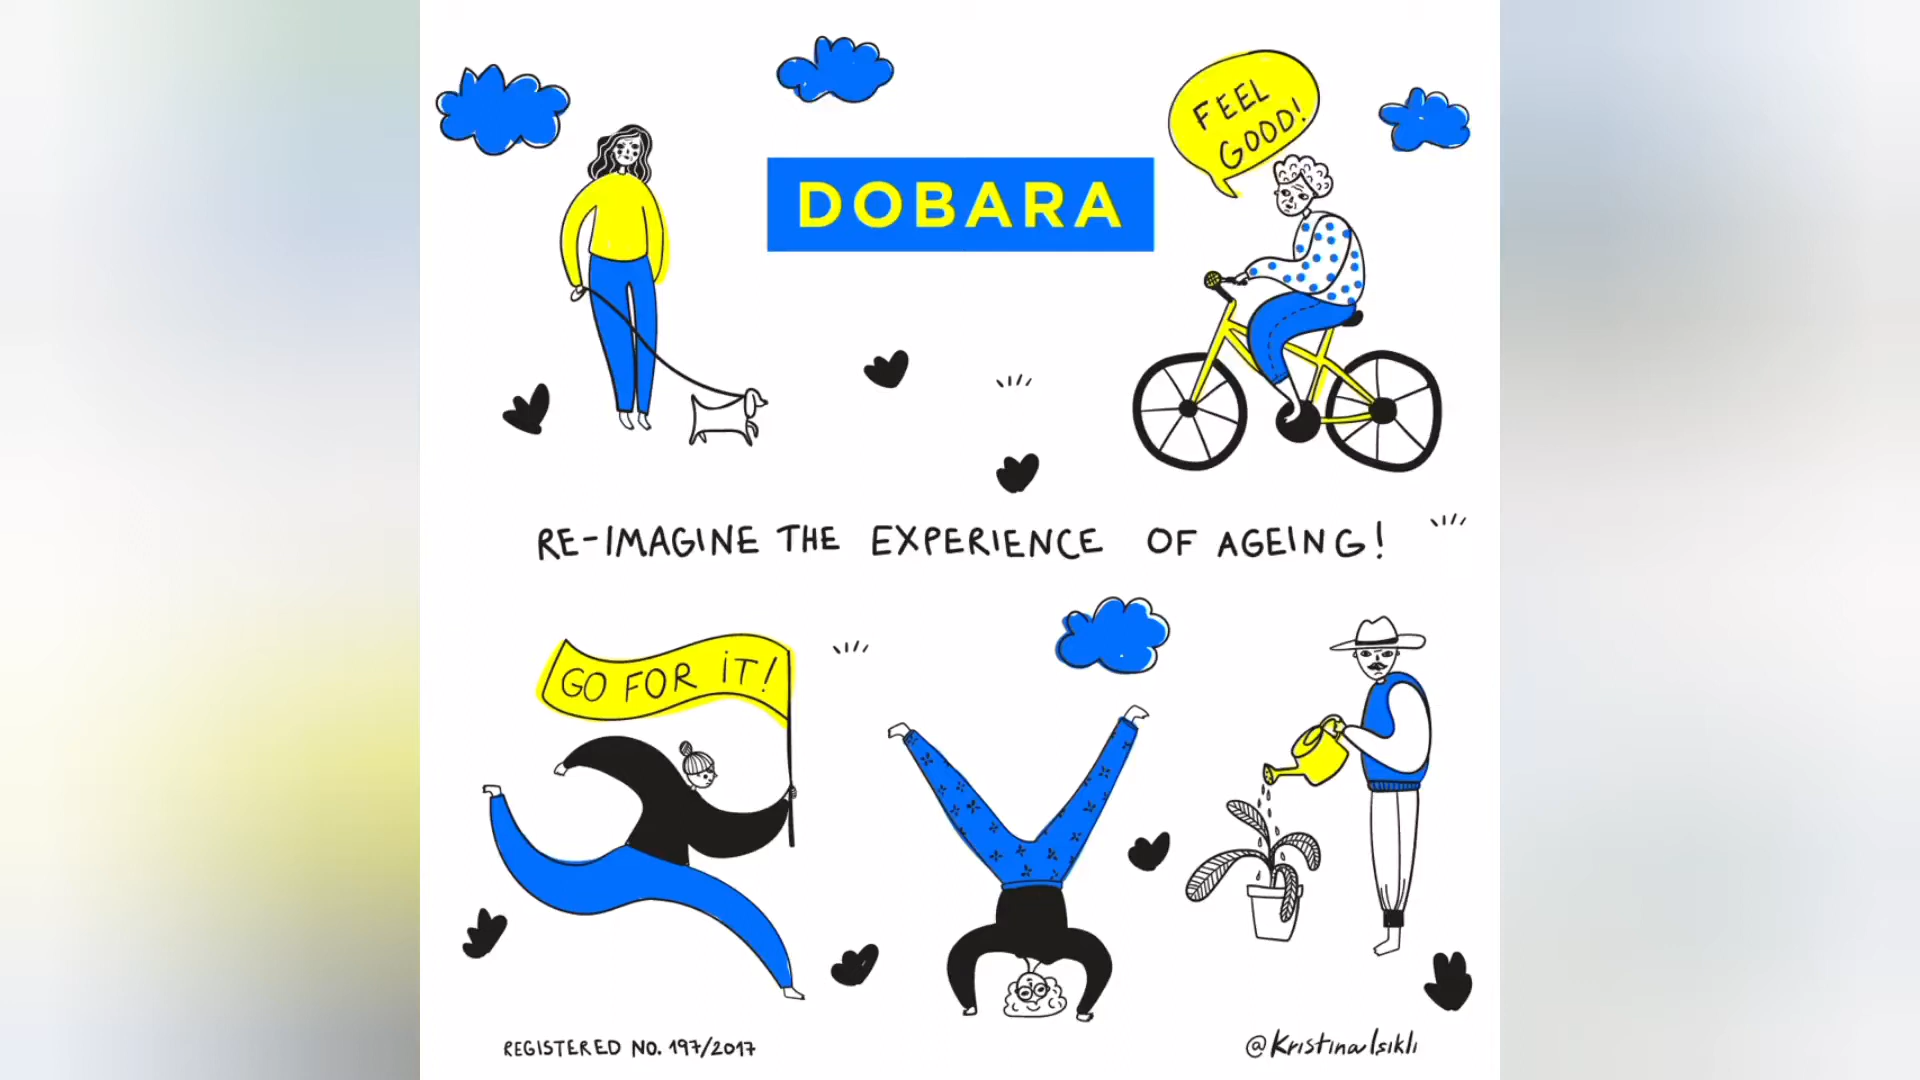 FEEL
GOOD!
DOBARA
RE-IMAGINE THE EXPERIENCE OF AGEING!
GO FOR IT!
REGISTERED NO. 197/2017
@KristinaIsikli